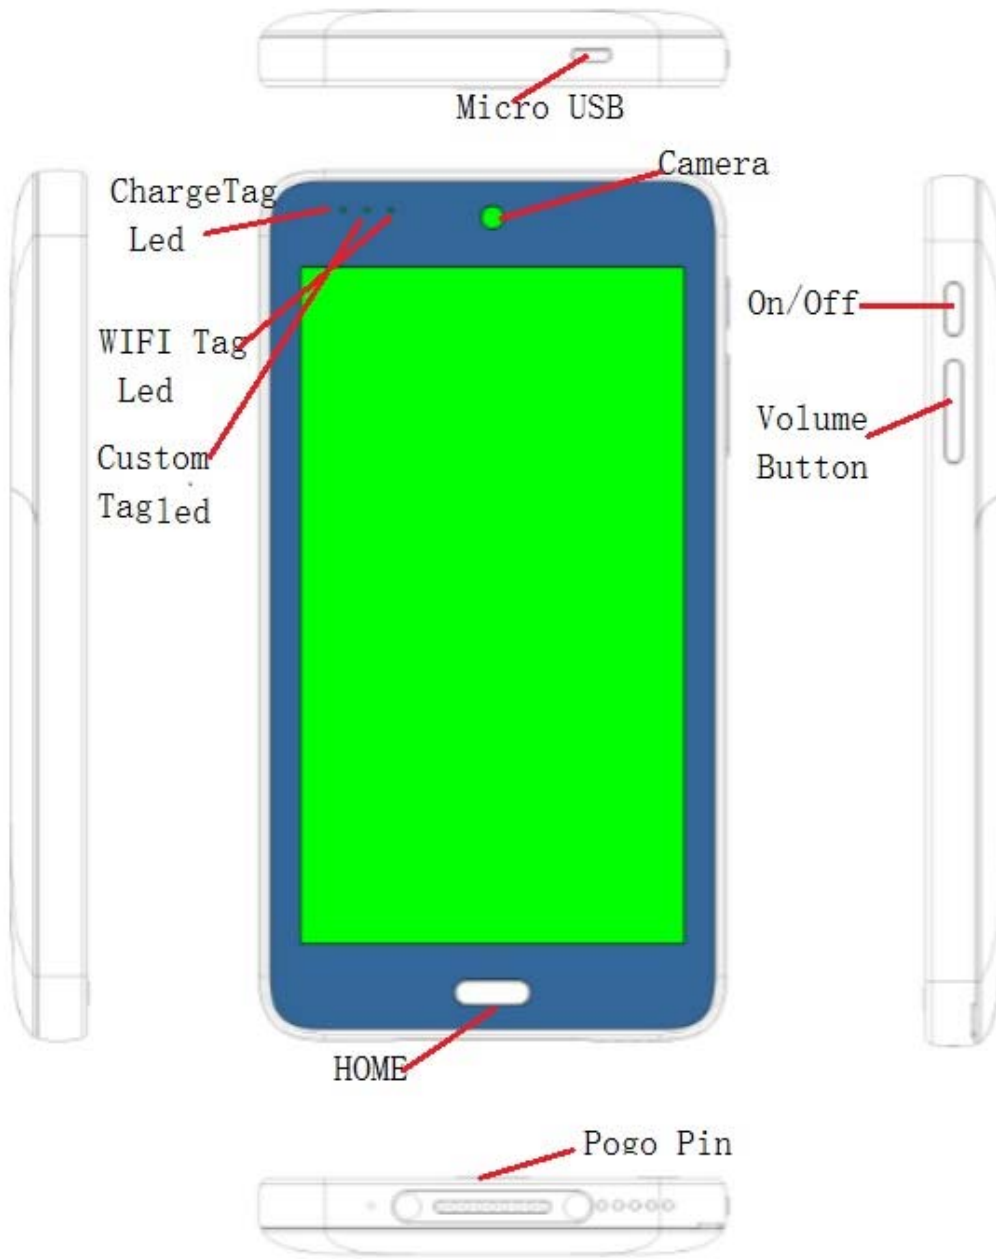 Micro USB
Camera
ChargeTag
Led
On/Off
WIFI Tag
Led
Volume
Button
Custom
Tagled
HOME
Pogo Pin